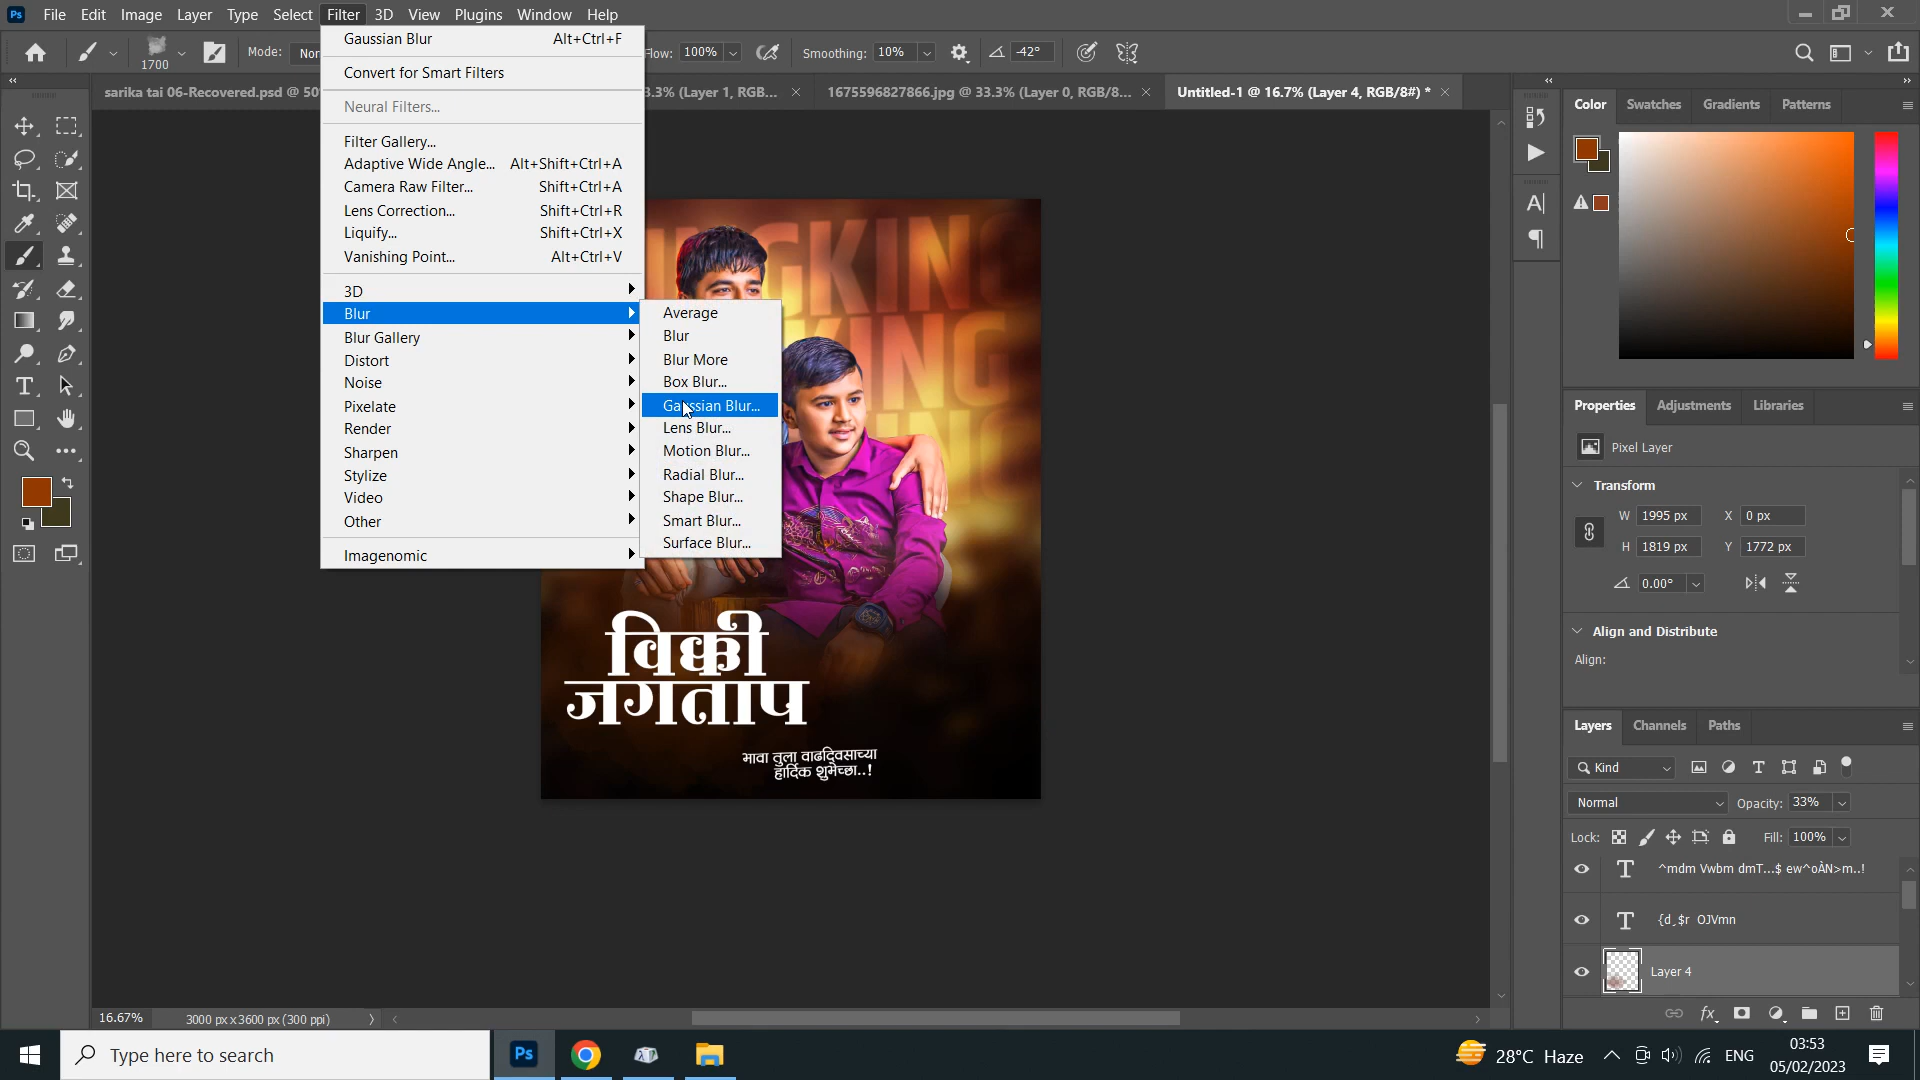 Ps File Edit Image Layer Type Select Filter 3D View Plugins Window Help
1700 Mode: Flow: 100% Smoothing: 10% -42°
sarika tai 06-Recovered.psd @ 3.3% (Layer 1, RGB... 1675596827866.jpg @ 33.3% (Layer 0, RGB/8... Untitled-1 @ 16.7% (Layer 4, RGB/8#) *
Gaussian Blur Alt+Ctrl+F
Convert for Smart Filters
Neural Filters...
Filter Gallery...
Adaptive Wide Angle... Alt+Shift+Ctrl+A
Camera Raw Filter... Shift+Ctrl+A
Lens Correction... Shift+Ctrl+R
Liquify... Shift+Ctrl+X
Vanishing Point... Alt+Ctrl+V
3D
Blur
Blur Gallery
Distort
Noise
Pixelate
Render
Sharpen
Stylize
Video
Other
Imagenomic
Average
Blur
Blur More
Box Blur...
Gaussian Blur...
Lens Blur...
Motion Blur...
Radial Blur...
Shape Blur...
Smart Blur...
Surface Blur...
KING
KING
विक्की
जगताप
भावा तुला वाढदिवसाच्या
हार्दिक शुभेच्छा..!
Color Swatches Gradients Patterns
Properties Adjustments Libraries
Pixel Layer
Transform
W 1995 px X 0 px
H 1819 px Y 1772 px
0.00°
Align and Distribute
Align:
Layers Channels Paths
Kind
Normal Opacity: 33%
Lock: Fill: 100%
^mdm Vwbm dmT...$ ew^oÀN>m..!
{d¸$r OJVmn
Layer 4
16.67% 3000 px x 3600 px (300 ppi)
Type here to search
Ps
28°C Haze ENG
03:53
05/02/2023